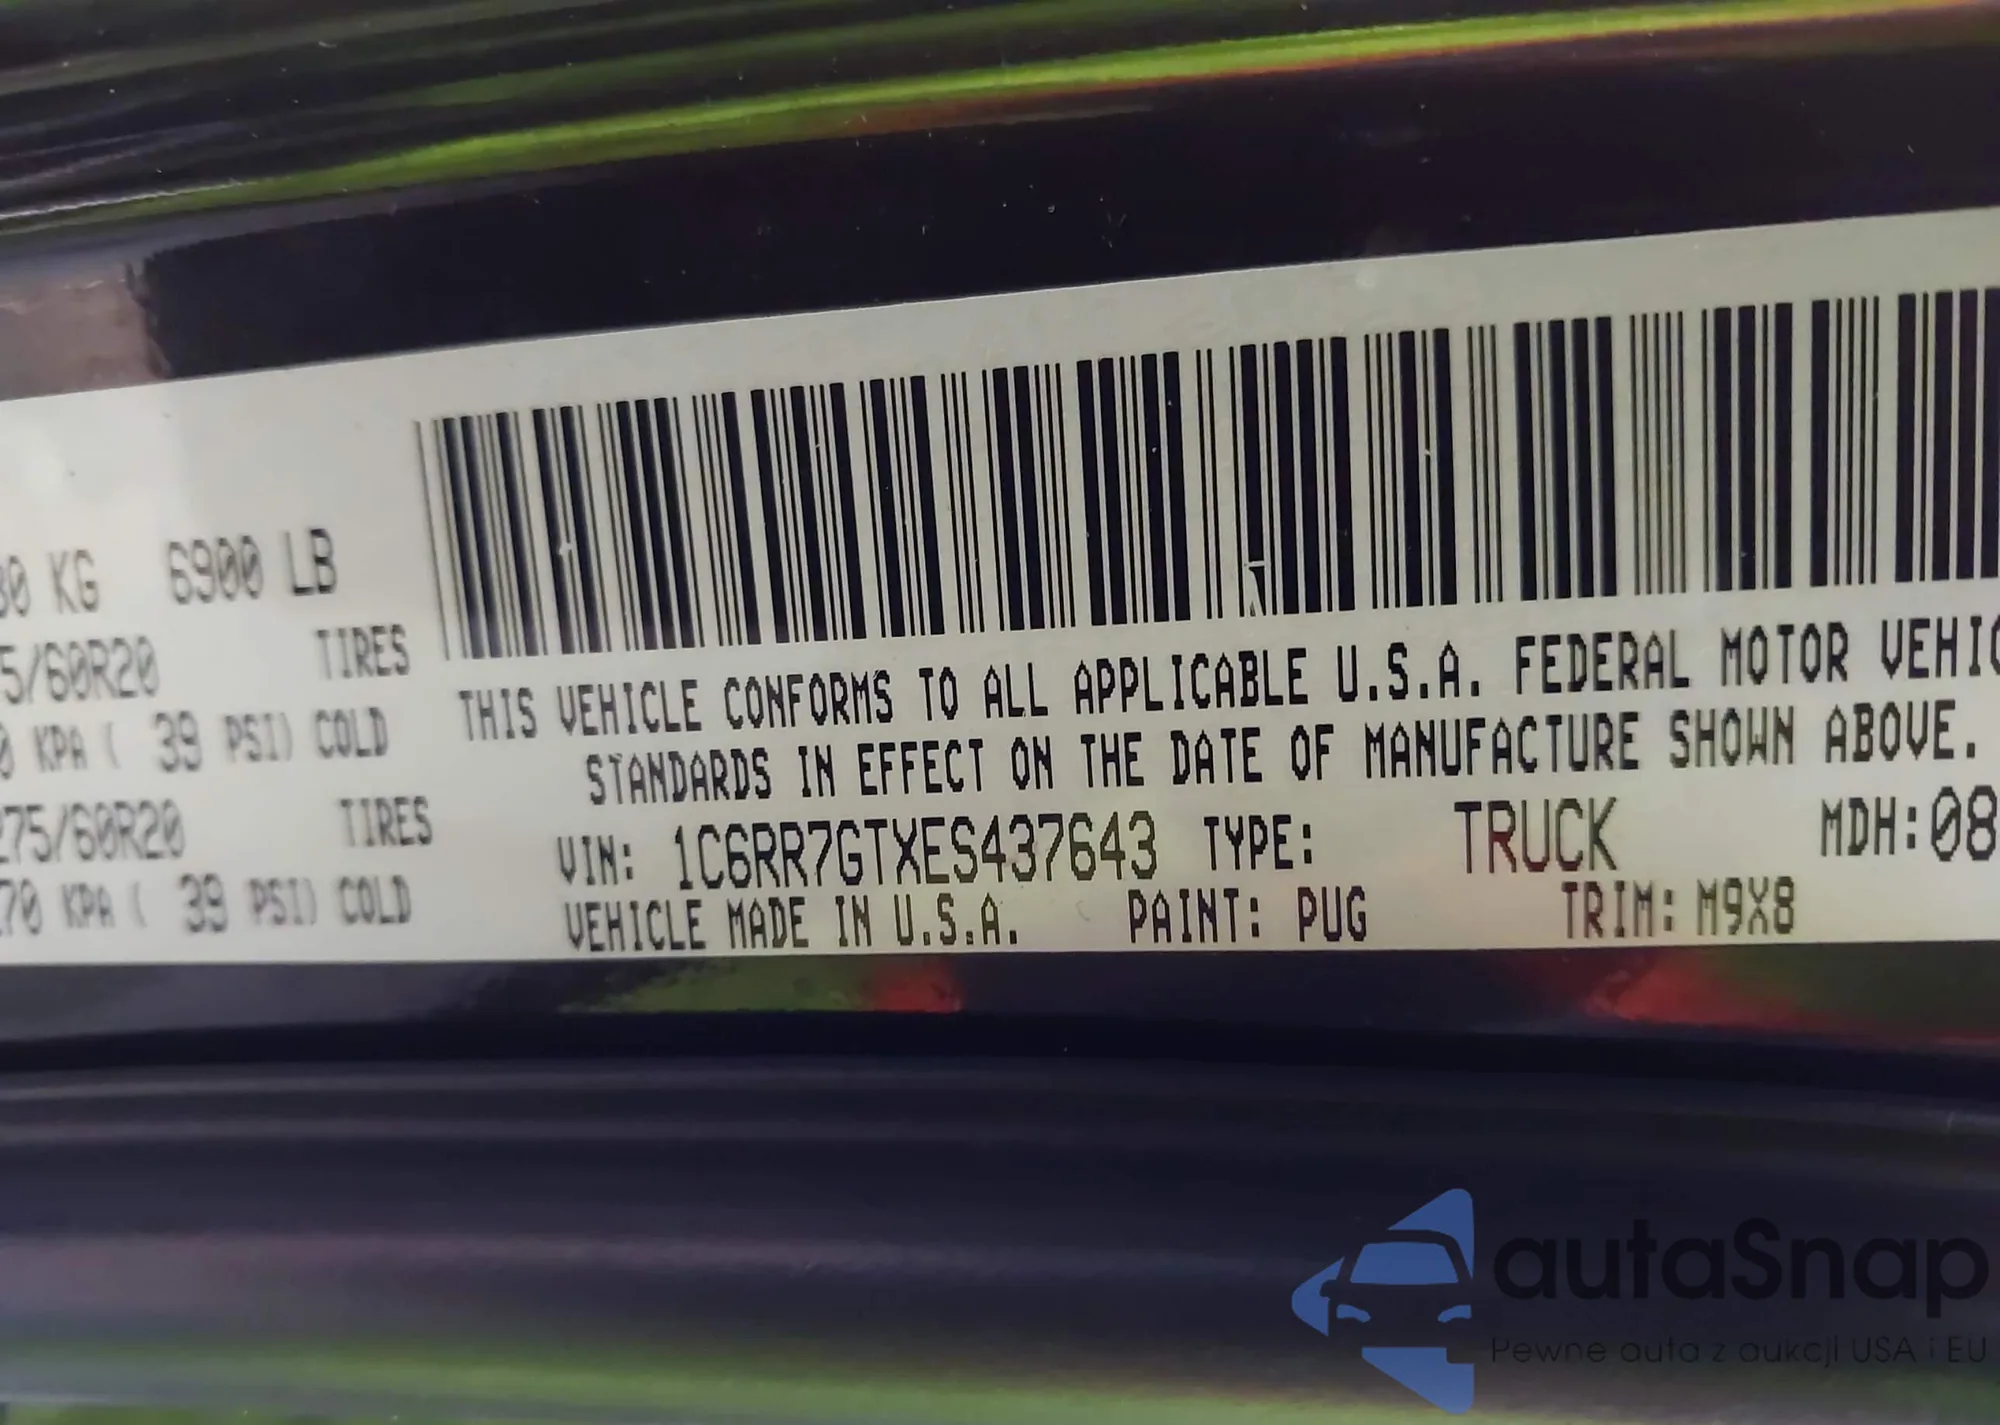 80 KG 6900 LB
5/60R20 TIRES
0 KPA ( 39 PSI) COLD
275/60R20 TIRES
70 KPA ( 39 PSI) COLD
THIS VEHICLE CONFORMS TO ALL APPLICABLE U.S.A. FEDERAL MOTOR VEHIC
STANDARDS IN EFFECT ON THE DATE OF MANUFACTURE SHOWN ABOVE.
VIN: 1C6RR7GTXES437643 TYPE: TRUCK MDH:08
VEHICLE MADE IN U.S.A. PAINT: PUG TRIM: M9X8
autaSnap
Pewne auta z aukcji USA i EU